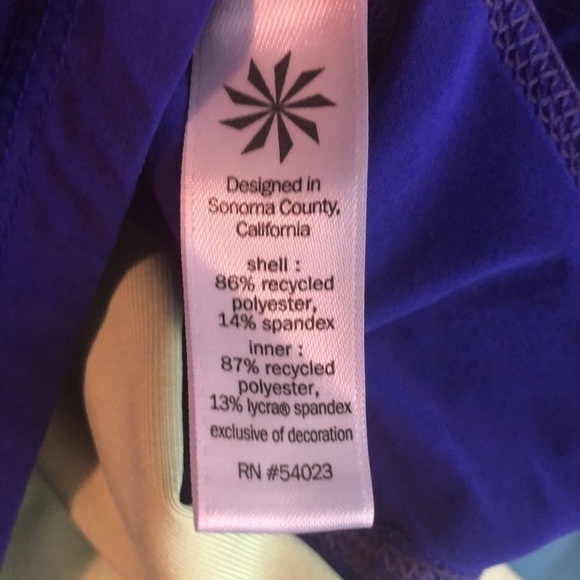 Designed in
Sonoma County,
California
shell :
86% recycled
polyester,
14% spandex
inner :
87% recycled
polyester,
13% lycra® spandex
exclusive of decoration
RN #54023